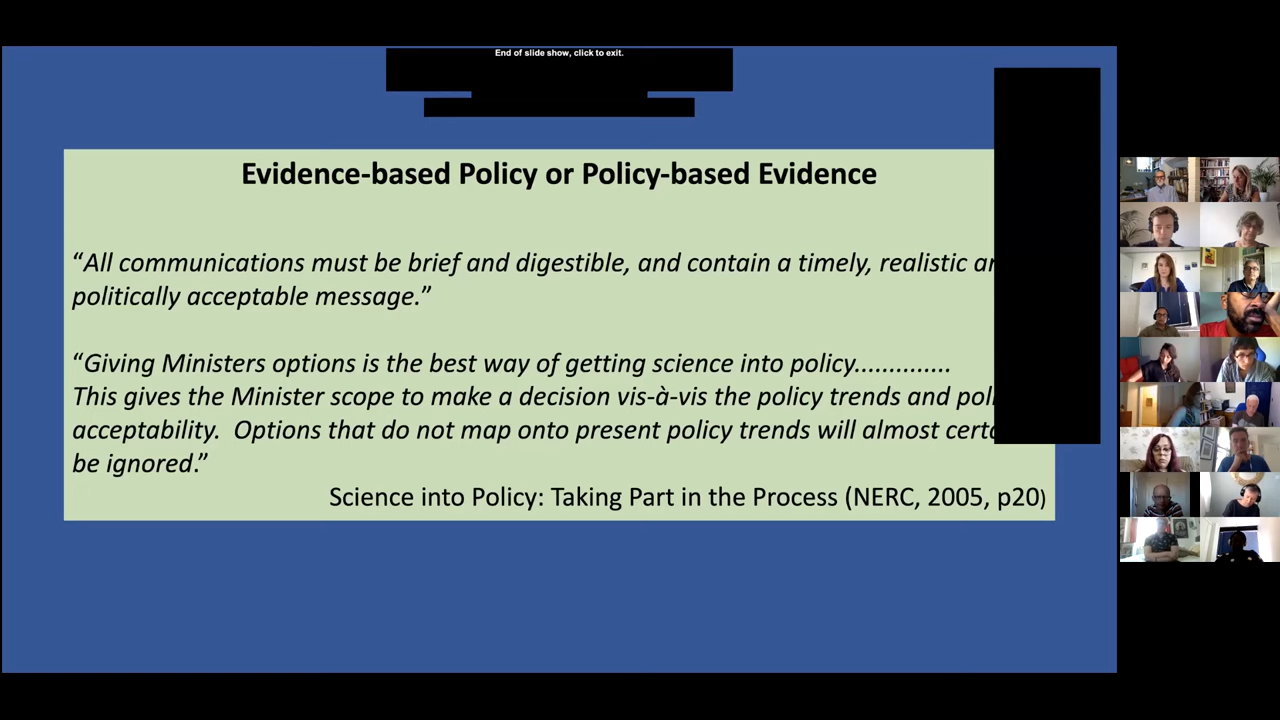 End of slide show, click to exit.
Evidence-based Policy or Policy-based Evidence
“All communications must be brief and digestible, and contain a timely, realistic
politically acceptable message.”
“Giving Ministers options is the best way of getting science into policy..............
This gives the Minister scope to make a decision vis-à-vis the policy trends and
acceptability. Options that do not map onto present policy trends will almost
be ignored.”
Science into Policy: Taking Part in the Process (NERC, 2005, p20)